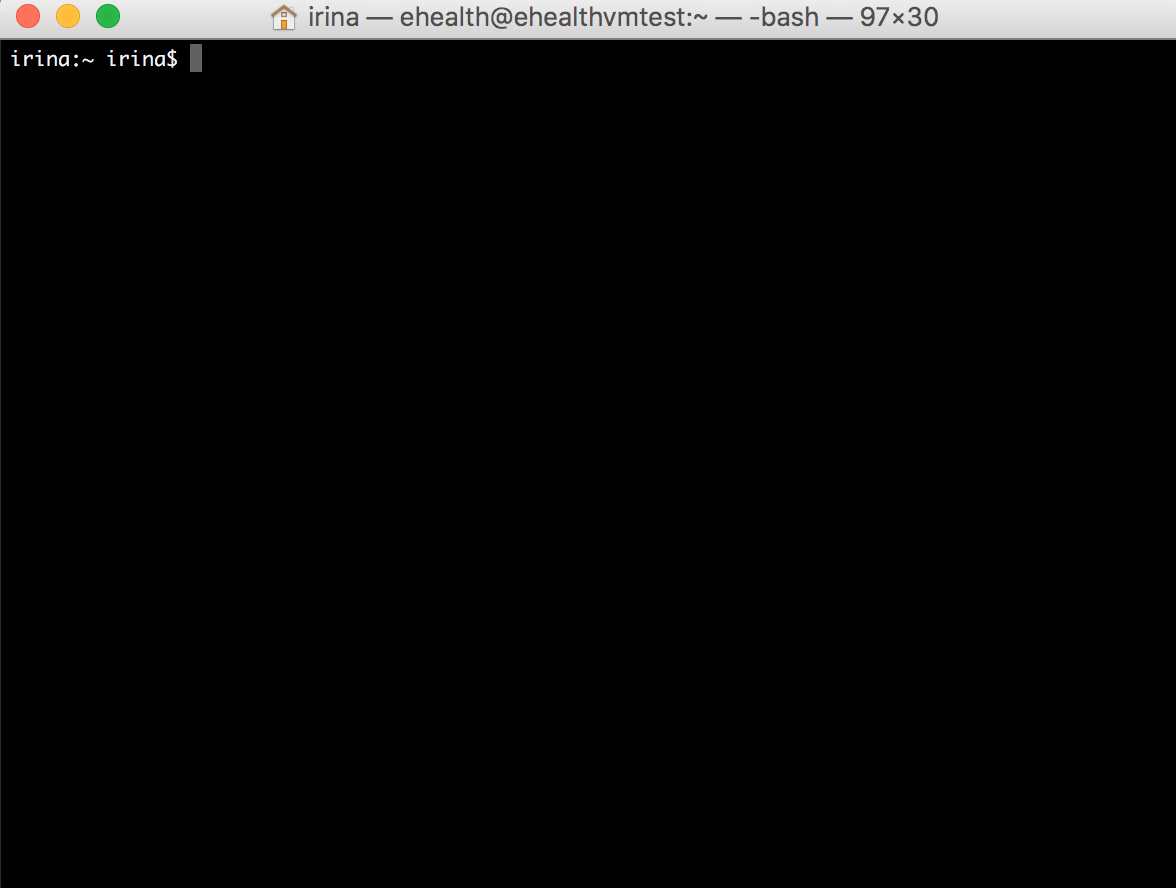 irina — ehealth@ehealthvmtest:~ — -bash — 97×30
irina:~ irina$